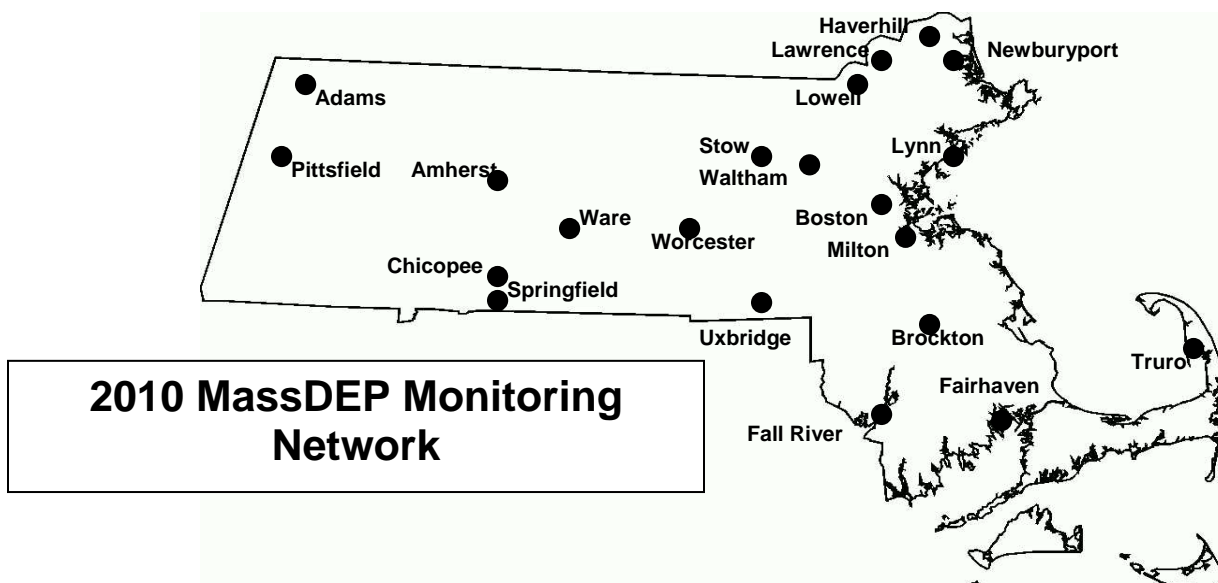 Haverhill
Lawrence
Newburyport
Adams
Lowell
Stow
Lynn
Pittsfield
Amherst
Waltham
Boston
Ware
Worcester
Milton
Chicopee
Springfield
Uxbridge
Brockton
Truro
2010 MassDEP Monitoring
Network
Fairhaven
Fall River